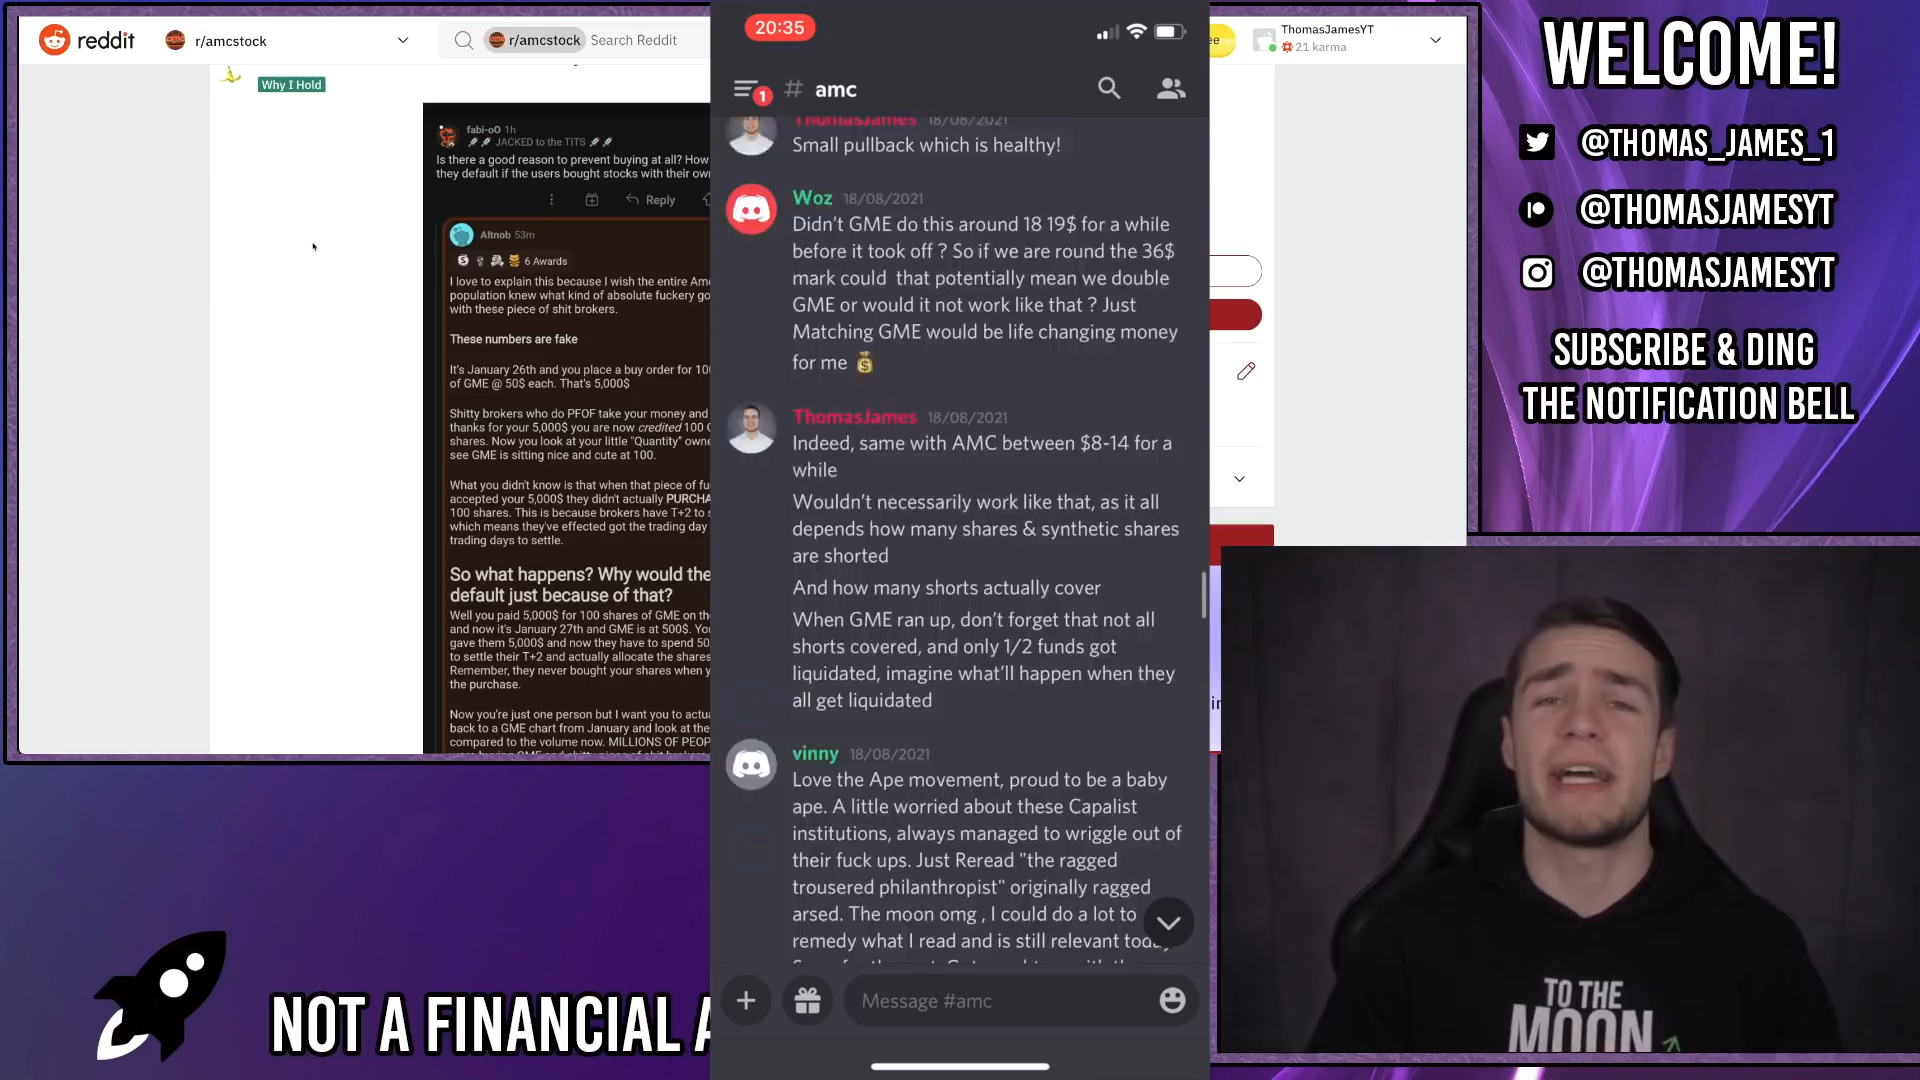 reddit
r/amcstock
r/amcstock
Search Reddit
Why I Hold
fabi-o0 1h
JACKED to the TITS
Is there a good reason to prevent buying at all? How
they default if the users bought stocks with their own
Reply
Altnob 53m
6 Awards
I love to explain this because I wish the entire Ame
population knew what kind of absolute fuckery go
with these piece of shit brokers.
These numbers are fake
It's January 26th and you place a buy order for 10
of GME @ 50$ each. That's 5,000$
Shitty brokers who do PFOF take your money and
thanks for your 5,000$ you are now credited 100 G
shares. Now you look at your little "Quantity" owne
see GME is sitting nice and cute at 100.
What you didn't know is that when that piece of fu
accepted your 5,000$ they didn't actually PURCHA
100 shares. This is because brokers have T+2 to s
which means they've effected got the trading day
trading days to settle.
So what happens? Why would the
default just because of that?
Well you paid 5,000$ for 100 shares of GME on the
and now it's January 27th and GME is at 500$. Yo
gave them 5,000$ and now they have to spend 50
to settle their T+2 and actually allocate the shares
Remember, they never bought your shares when y
the purchase.
Now you're just one person but I want you to actua
back to a GME chart from January and look at the
compared to the volume now. MILLIONS OF PEOP
20:35
1
# amc
ThomasJames 18/08/2021
Small pullback which is healthy!
Woz 18/08/2021
Didn't GME do this around 18 19$ for a while
before it took off ? So if we are round the 36$
mark could that potentially mean we double
GME or would it not work like that ? Just
Matching GME would be life changing money
for me
ThomasJames 18/08/2021
Indeed, same with AMC between $8-14 for a
while
Wouldn't necessarily work like that, as it all
depends how many shares & synthetic shares
are shorted
And how many shorts actually cover
When GME ran up, don't forget that not all
shorts covered, and only 1/2 funds got
liquidated, imagine what'll happen when they
all get liquidated
vinny 18/08/2021
Love the Ape movement, proud to be a baby
ape. A little worried about these Capalist
institutions, always managed to wriggle out of
their fuck ups. Just Reread "the ragged
trousered philanthropist" originally ragged
arsed. The moon omg , I could do a lot to
remedy what I read and is still relevant today
Message #amc
ee
ThomasJamesYT
21 karma
WELCOME!
@THOMAS_JAMES_1
@THOMASJAMESYT
@THOMASJAMESYT
SUBSCRIBE & DING
THE NOTIFICATION BELL
NOT A FINANCIAL A
TO THE
MOON